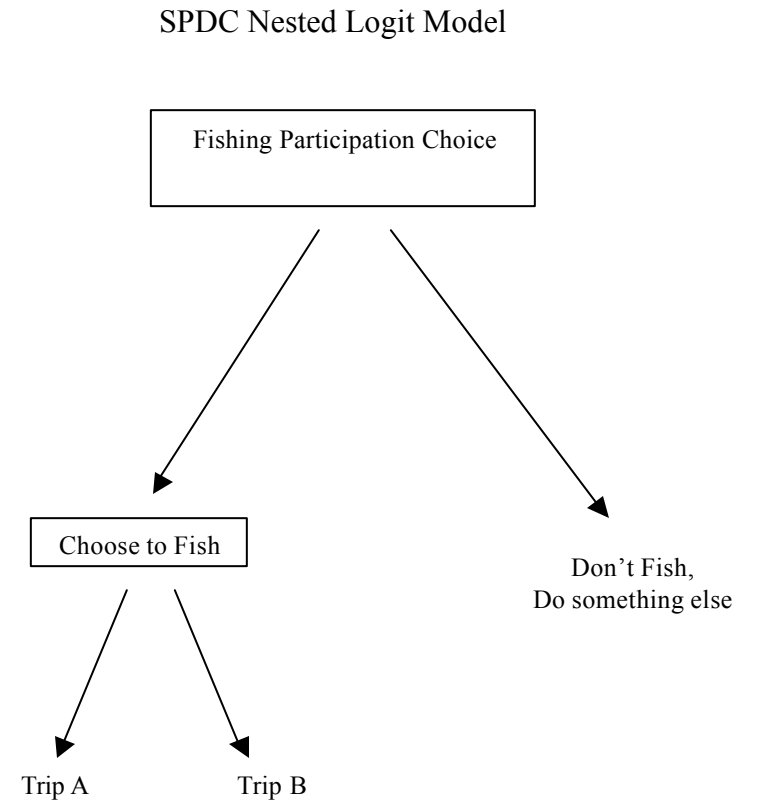 SPDC Nested Logit Model
Fishing Participation Choice
Choose to Fish
Don’t Fish,
Do something else
Trip A
Trip B